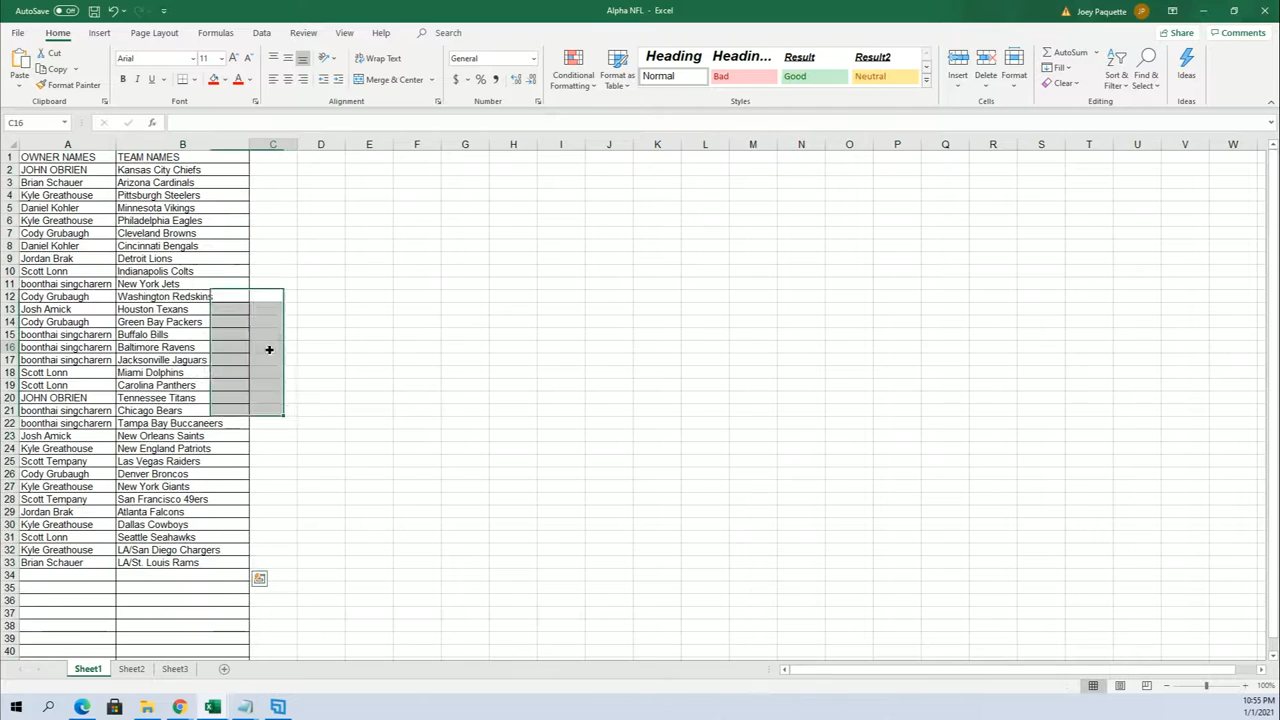 AutoSave Off
Alpha NFL - Excel
Joey Paquette JP
File Home Insert Page Layout Formulas Data Review View Help Search
Share Comments
Paste
Cut
Copy
Format Painter
Clipboard
Arial 11
B I U
Font
Merge & Center
Alignment
General
$ % ,
Number
Conditional Formatting
Format as Table
Heading Headin... Result Result2
Normal Bad Good Neutral
Styles
Insert Delete Format
Cells
AutoSum
Fill
Clear
Sort & Filter
Find & Select
Editing
Ideas
Ideas
C16 fx
A B C D E F G H I J K L M N O P Q R S T U V W
1 OWNER NAMES TEAM NAMES
2 JOHN OBRIEN Kansas City Chiefs
3 Brian Schauer Arizona Cardinals
4 Kyle Greathouse Pittsburgh Steelers
5 Daniel Kohler Minnesota Vikings
6 Kyle Greathouse Philadelphia Eagles
7 Cody Grubaugh Cleveland Browns
8 Daniel Kohler Cincinnati Bengals
9 Jordan Brak Detroit Lions
10 Scott Lonn Indianapolis Colts
11 boonthai singcharern New York Jets
12 Cody Grubaugh Washington Redskins
13 Josh Amick Houston Texans
14 Cody Grubaugh Green Bay Packers
15 boonthai singcharern Buffalo Bills
16 boonthai singcharern Baltimore Ravens
17 boonthai singcharern Jacksonville Jaguars
18 Scott Lonn Miami Dolphins
19 Scott Lonn Carolina Panthers
20 JOHN OBRIEN Tennessee Titans
21 boonthai singcharern Chicago Bears
22 boonthai singcharern Tampa Bay Buccaneers
23 Josh Amick New Orleans Saints
24 Kyle Greathouse New England Patriots
25 Scott Tempany Las Vegas Raiders
26 Cody Grubaugh Denver Broncos
27 Kyle Greathouse New York Giants
28 Scott Tempany San Francisco 49ers
29 Jordan Brak Atlanta Falcons
30 Kyle Greathouse Dallas Cowboys
31 Scott Lonn Seattle Seahawks
32 Kyle Greathouse LA/San Diego Chargers
33 Brian Schauer LA/St. Louis Rams
34
35
36
37
38
39
40
Sheet1 Sheet2 Sheet3
100%
10:55 PM
1/1/2021